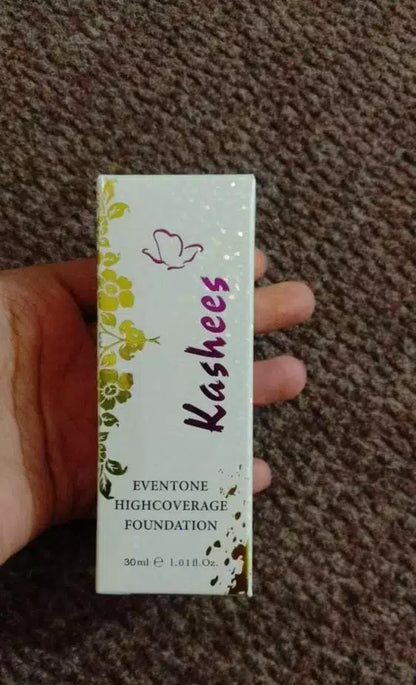 Kashees
EVENTONE
HIGHCOVERAGE
FOUNDATION
30ml ℮ 1.01fl.Oz.